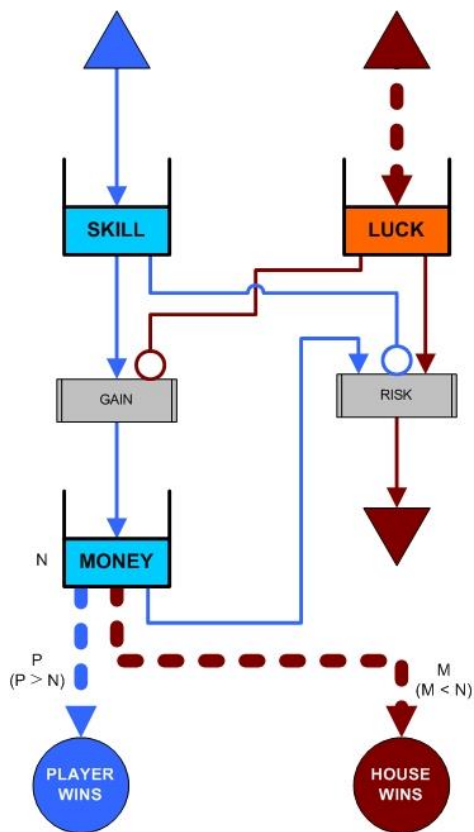 SKILL
LUCK
GAIN
RISK
N
MONEY
P
(P > N)
M
(M < N)
PLAYER
WINS
HOUSE
WINS